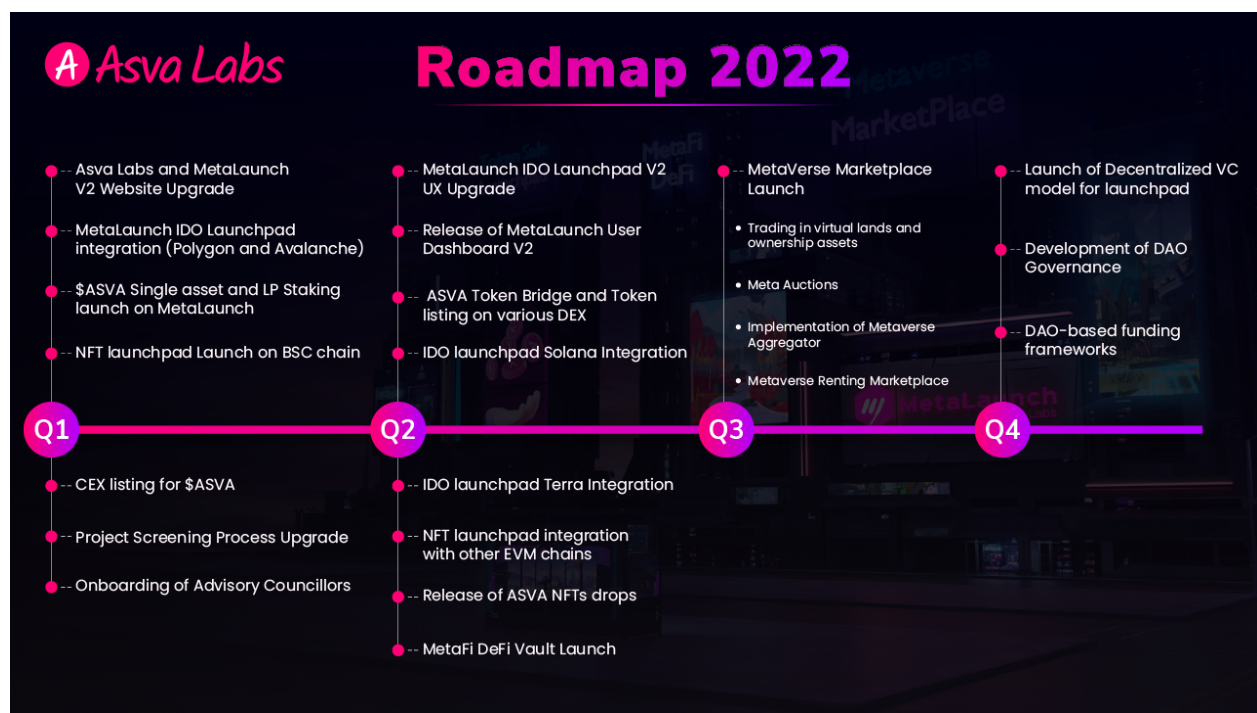 Asva Labs
Roadmap 2022
Metaverse
MarketPlace
MetaFi
DeFi
Asva Labs and MetaLaunch
V2 Website Upgrade
MetaLaunch IDO Launchpad
integration (Polygon and Avalanche)
$ASVA Single asset and LP Staking
launch on MetaLaunch
NFT launchpad Launch on BSC chain
Q1
CEX listing for $ASVA
Project Screening Process Upgrade
Onboarding of Advisory Councillors
MetaLaunch IDO Launchpad V2
UX Upgrade
Release of MetaLaunch User
Dashboard V2
ASVA Token Bridge and Token
listing on various DEX
IDO launchpad Solana Integration
Q2
IDO launchpad Terra Integration
NFT launchpad integration
with other EVM chains
Release of ASVA NFTs drops
MetaFi DeFi Vault Launch
MetaVerse Marketplace
Launch
Trading in virtual lands and
ownership assets
Meta Auctions
Implementation of Metaverse
Aggregator
Metaverse Renting Marketplace
MetaLaunch
Q3
Launch of Decentralized VC
model for launchpad
Development of DAO
Governance
DAO-based funding
frameworks
Q4